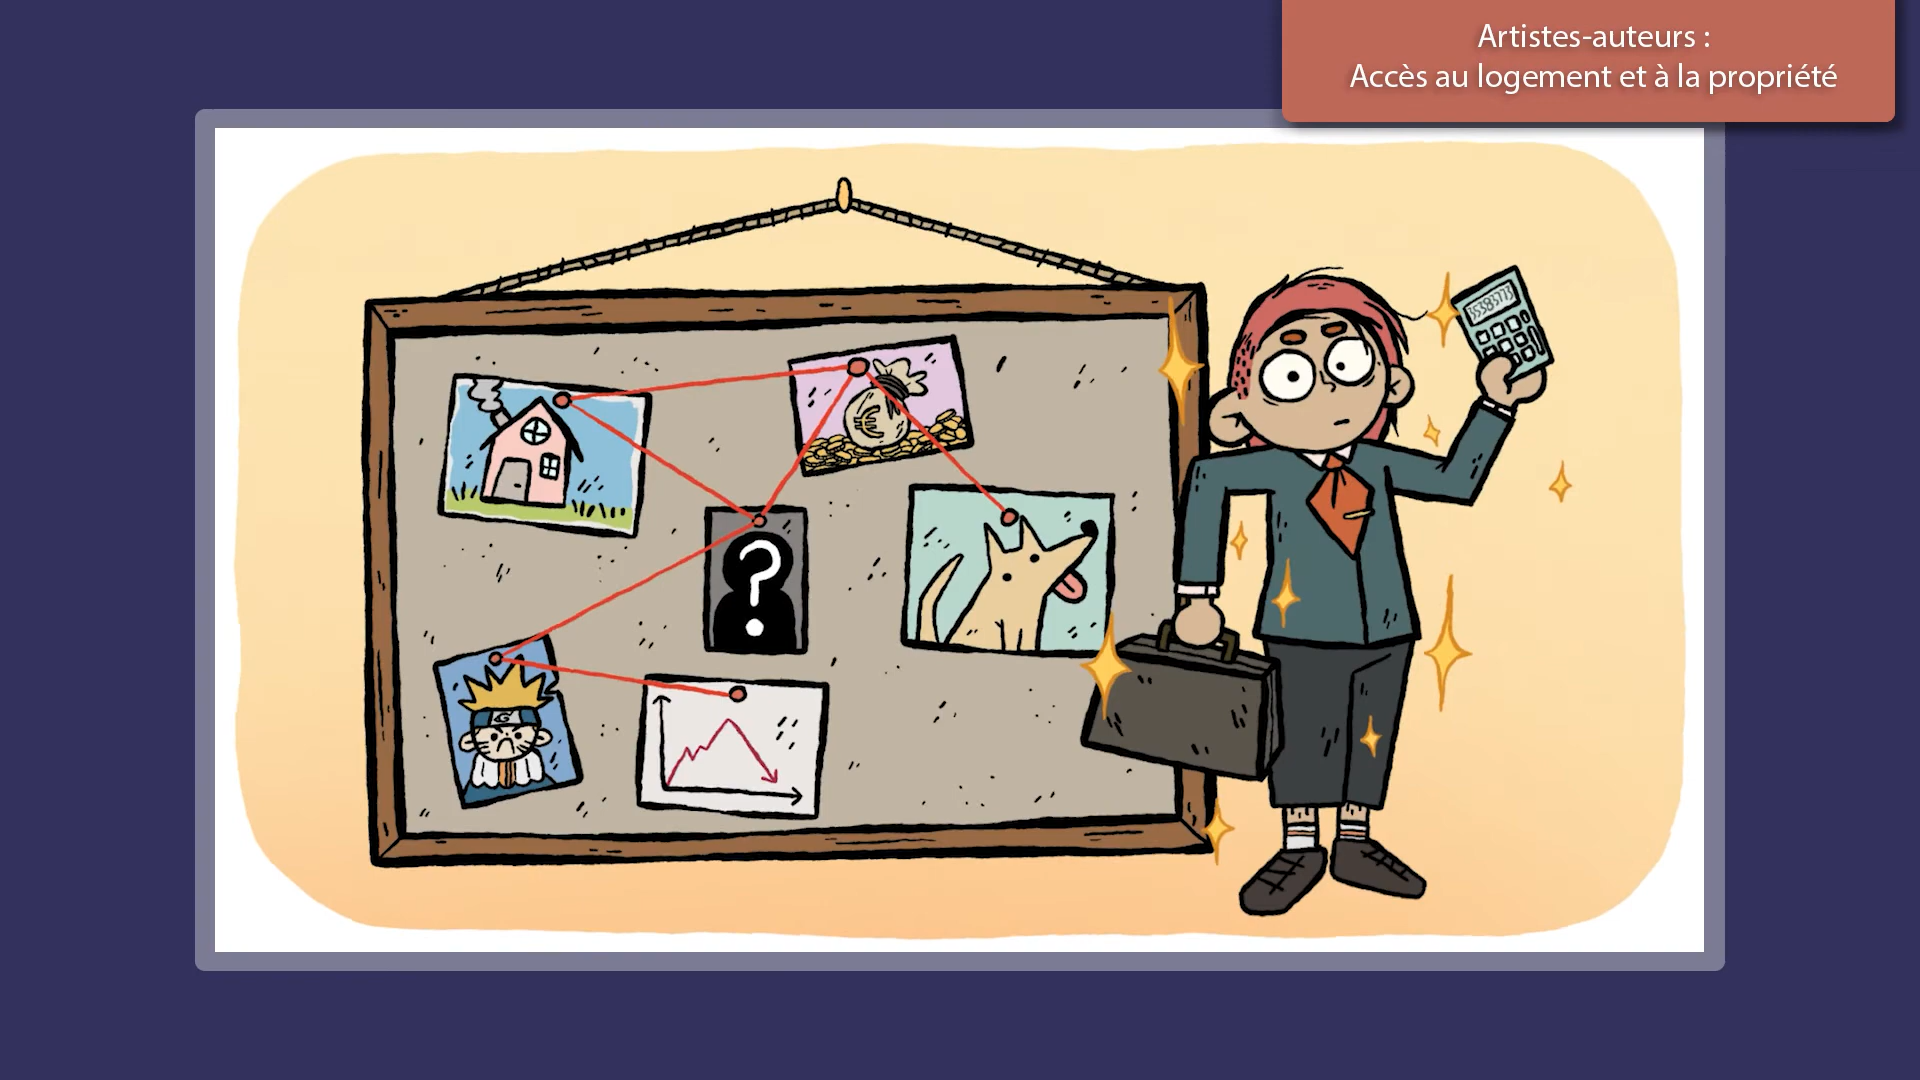 Artistes-auteurs :
Accès au logement et à la propriété
€
?